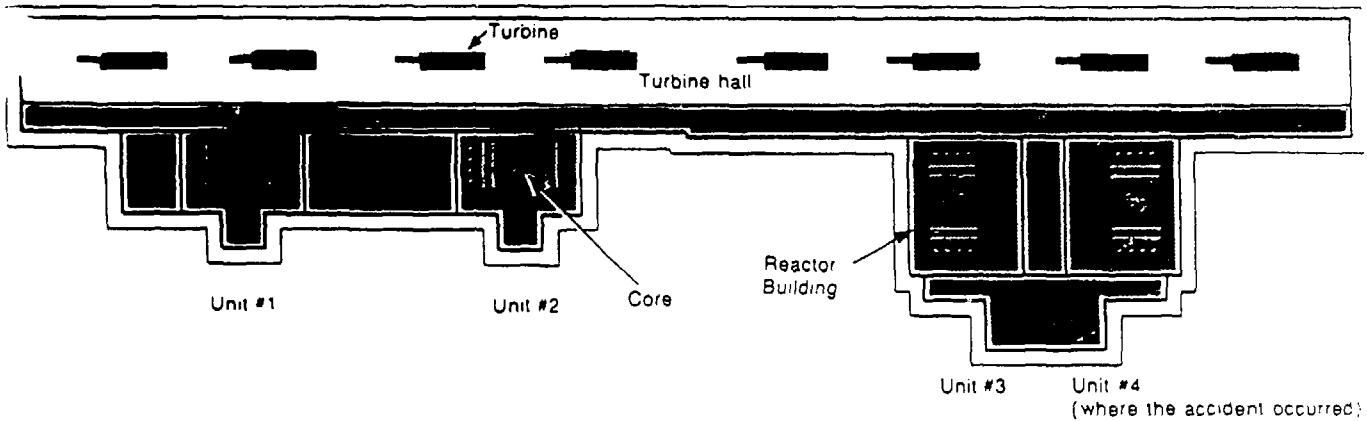 Turbine
Turbine hall
Reactor
Building
Unit #1
Unit #2
Core
Unit #3
Unit #4
(where the accident occurred)